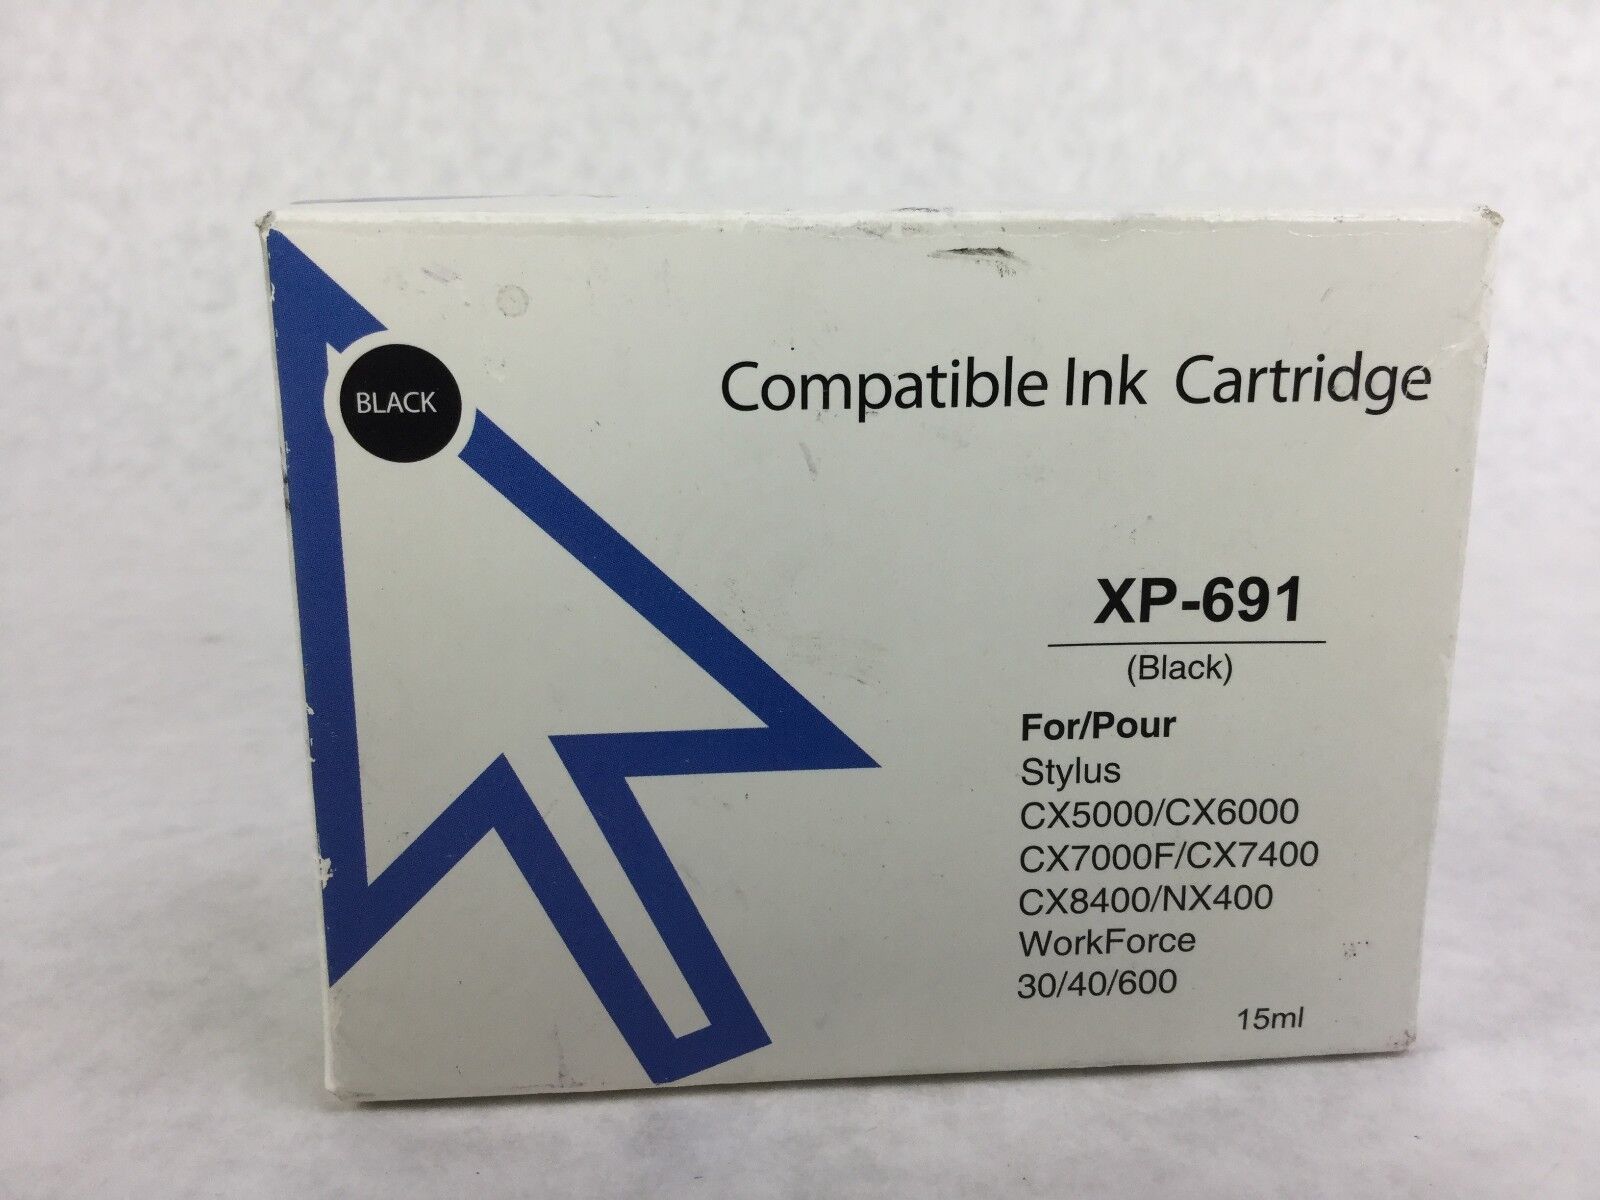 BLACK
Compatible Ink Cartridge
XP-691
(Black)
For/Pour
Stylus
CX5000/CX6000
CX7000F/CX7400
CX8400/NX400
WorkForce
30/40/600
15ml